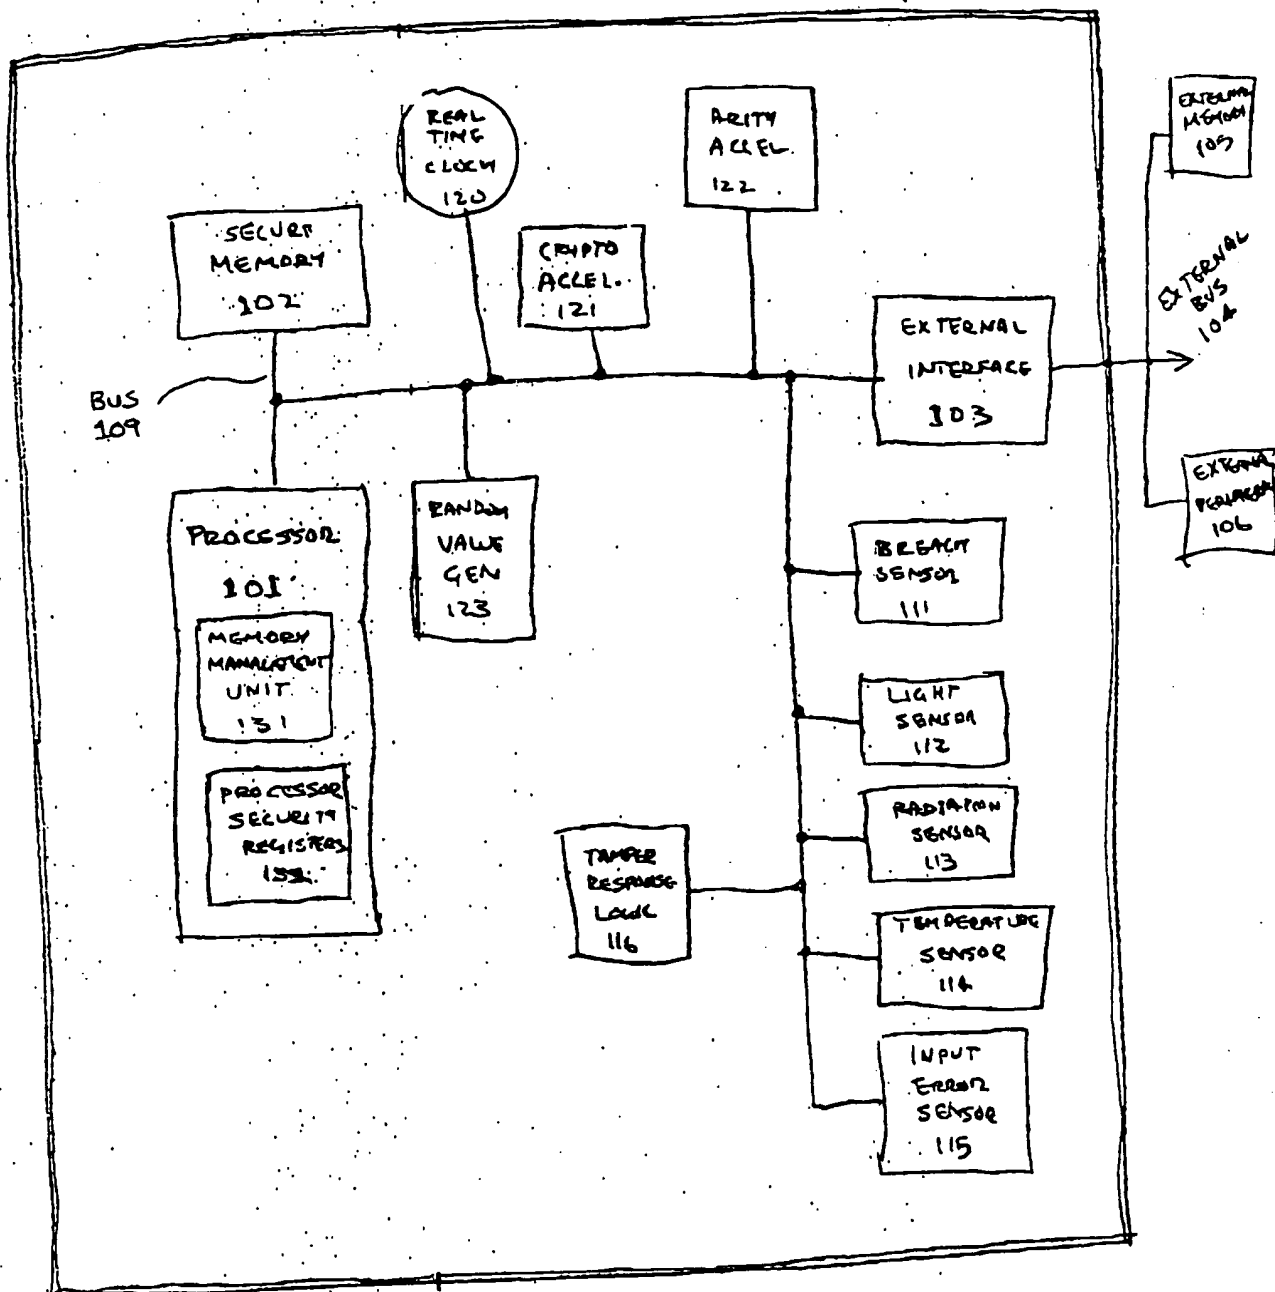 REAL
TIME
CLOCK
120
ARITY
ACCEL.
122
EXTERNAL
MEMORY
105
SECURE
MEMORY
102
CRYPTO
ACCEL.
121
EXTERNAL
BUS
104
EXTERNAL
INTERFACE
103
BUS
109
PROCESSOR
101
MEMORY
MANAGEMENT
UNIT
131
PROCESSOR
SECURITY
REGISTERS
132
RANDOM
VALUE
GEN
123
EXTERNAL
106
BREACH
SENSOR
111
LIGHT
SENSOR
112
RADIATION
SENSOR
113
TAMPER
RESPONSE
LOGIC
116
TEMPERATURE
SENSOR
114
INPUT
ERROR
SENSOR
115